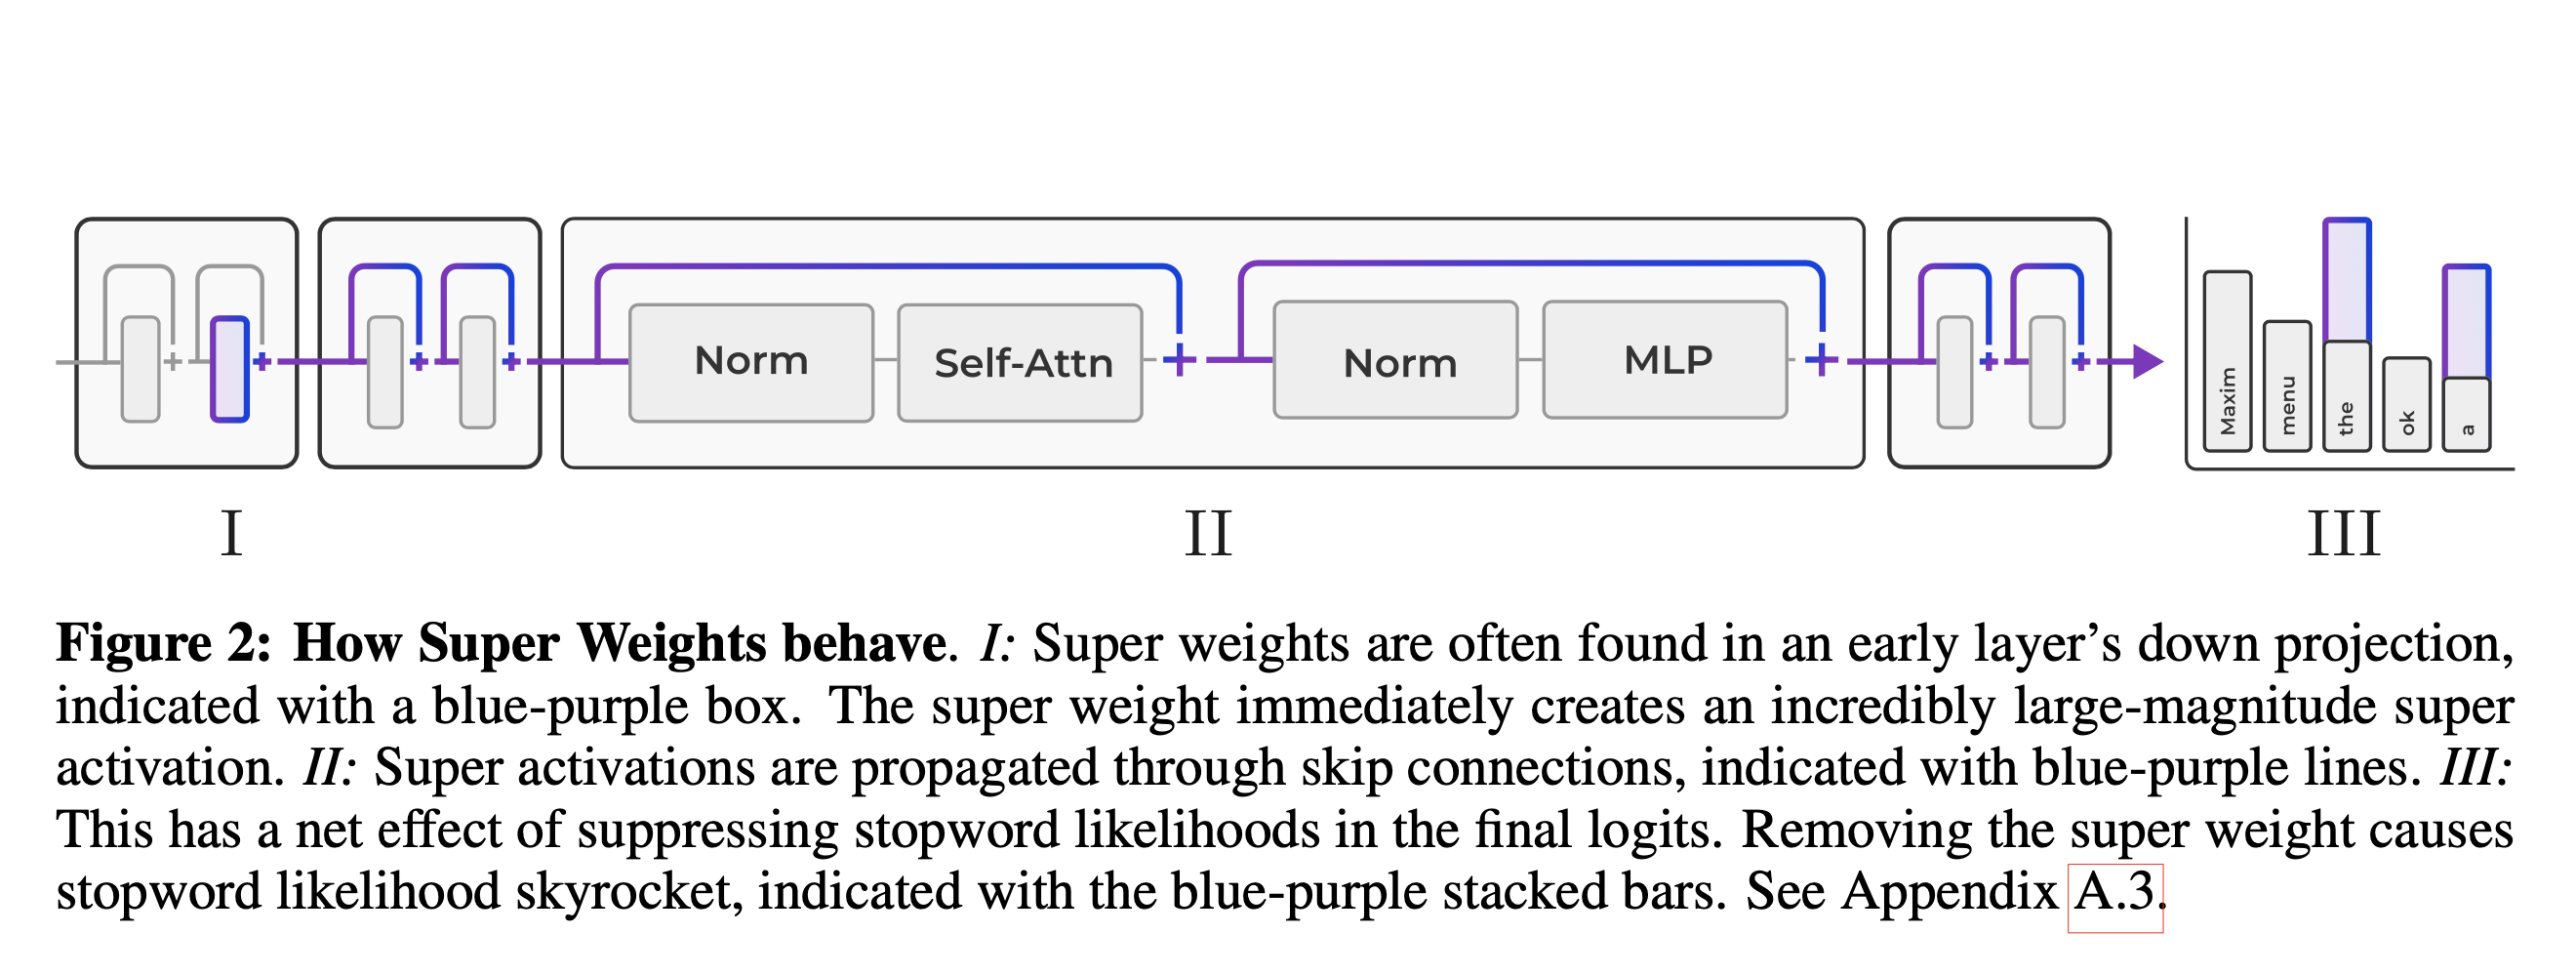 Norm
Self-Attn
Norm
MLP
Maxim
menu
the
ok
a
I
II
III
Figure 2: How Super Weights behave. I: Super weights are often found in an early layer’s down projection,
indicated with a blue-purple box. The super weight immediately creates an incredibly large-magnitude super
activation. II: Super activations are propagated through skip connections, indicated with blue-purple lines. III:
This has a net effect of suppressing stopword likelihoods in the final logits. Removing the super weight causes
stopword likelihood skyrocket, indicated with the blue-purple stacked bars. See Appendix A.3.